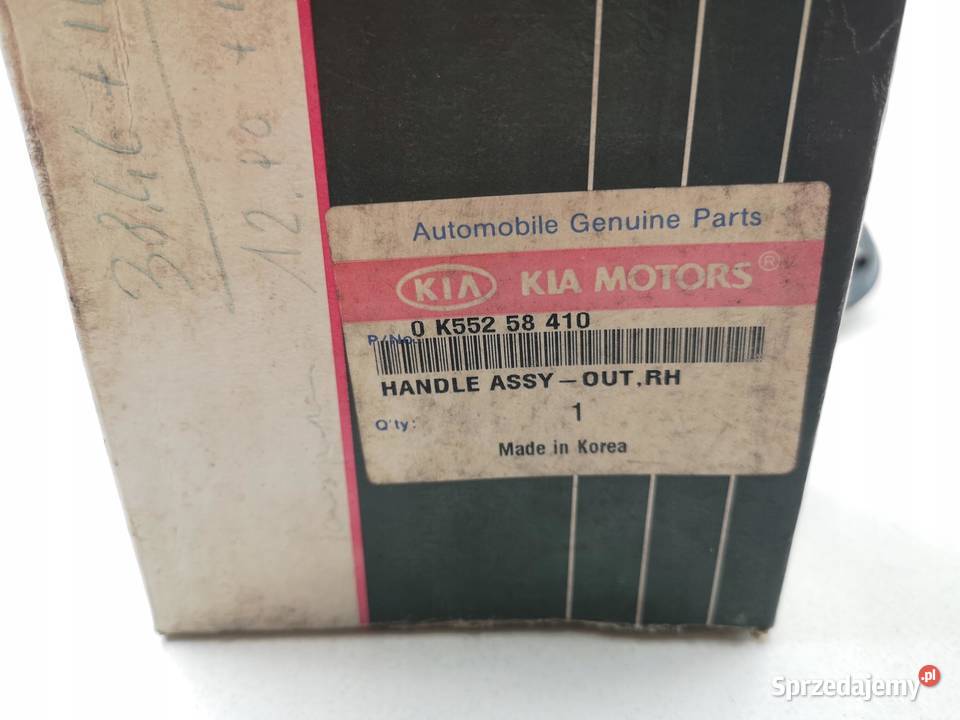 Automobile Genuine Parts
KIA KIA MOTORS®
P/No. 0 K552 58 410
HANDLE ASSY-OUT,RH
Q'ty: 1
Made in Korea
Sprzedajemy.pl